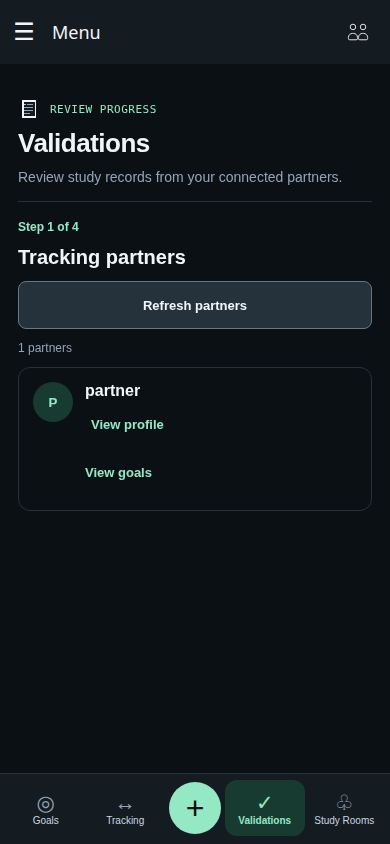 ☰ Menu
REVIEW PROGRESS
Validations
Review study records from your connected partners.
Step 1 of 4
Tracking partners
Refresh partners
1 partners
P
partner
View profile
View goals
+
Goals
Tracking
Validations
Study Rooms